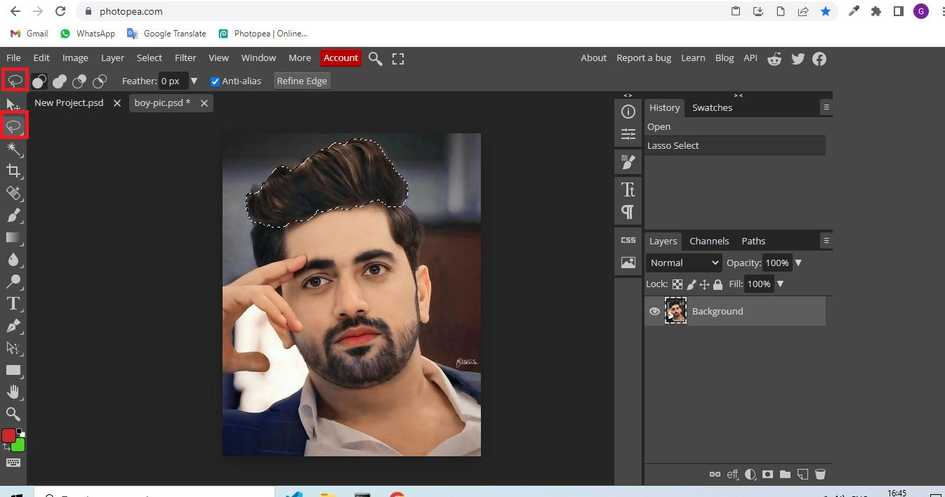 photopea.com
G
Gmail
WhatsApp
Google Translate
Photopea | Online...
File Edit Image Layer Select Filter View Window More Account
About Report a bug Learn Blog API
Feather: 0 px Anti-alias Refine Edge
New Project.psd
boy-pic.psd *
History Swatches
Open
Lasso Select
CSS
Layers Channels Paths
Normal Opacity: 100%
Lock: Fill: 100%
Background
eff
16:45